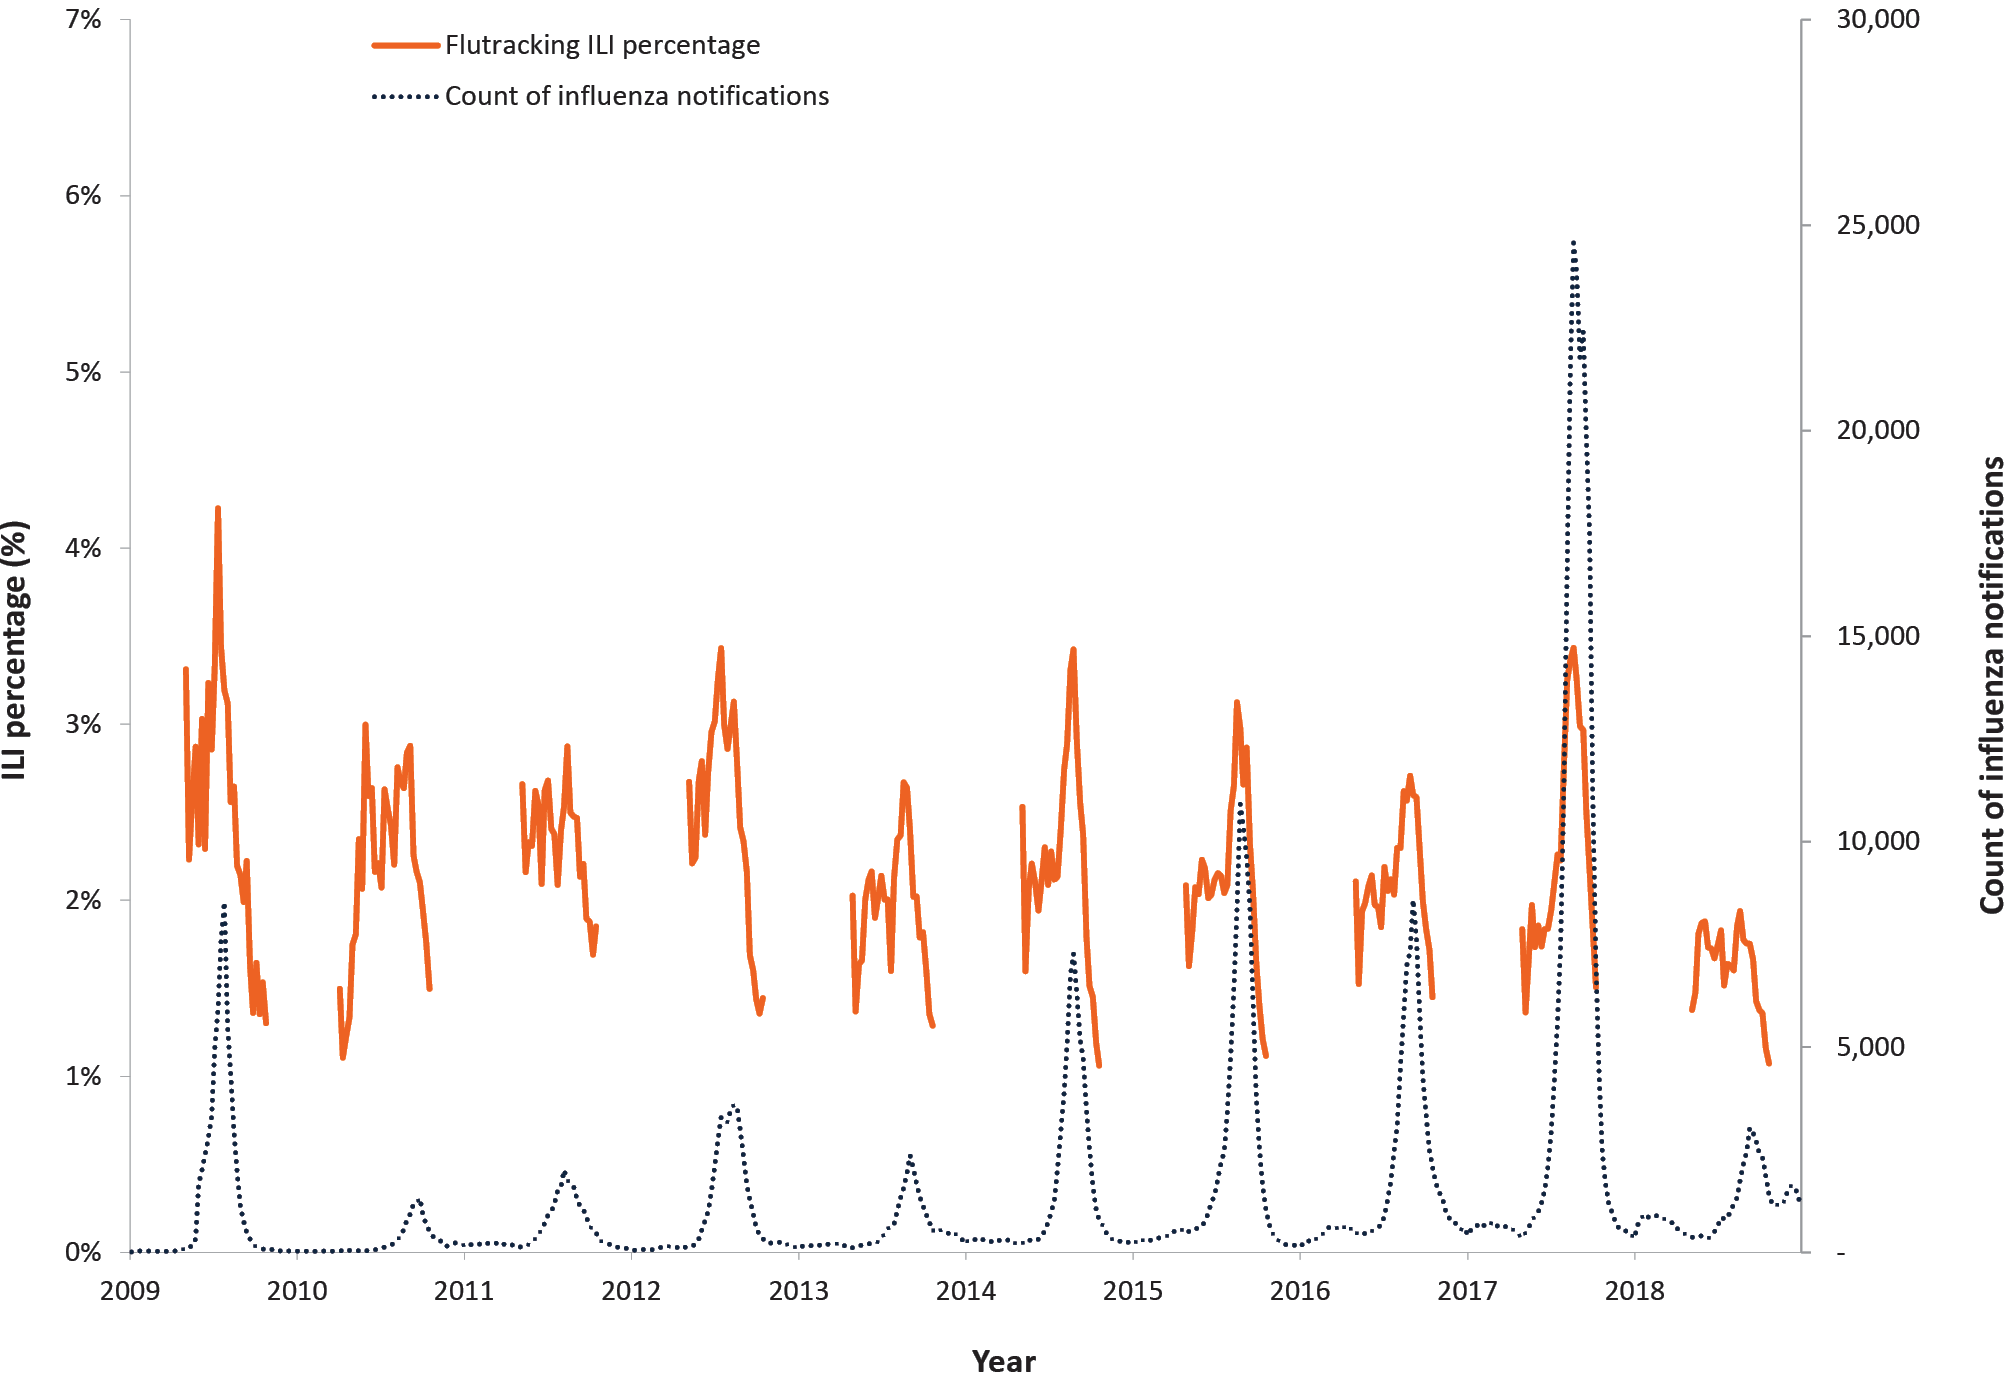 Flutracking ILI percentage
Count of influenza notifications
7%
6%
5%
4%
3%
2%
1%
0%
ILI percentage (%)
30,000
25,000
20,000
15,000
10,000
5,000
-
Count of influenza notifications
2009 2010 2011 2012 2013 2014 2015 2016 2017 2018
Year